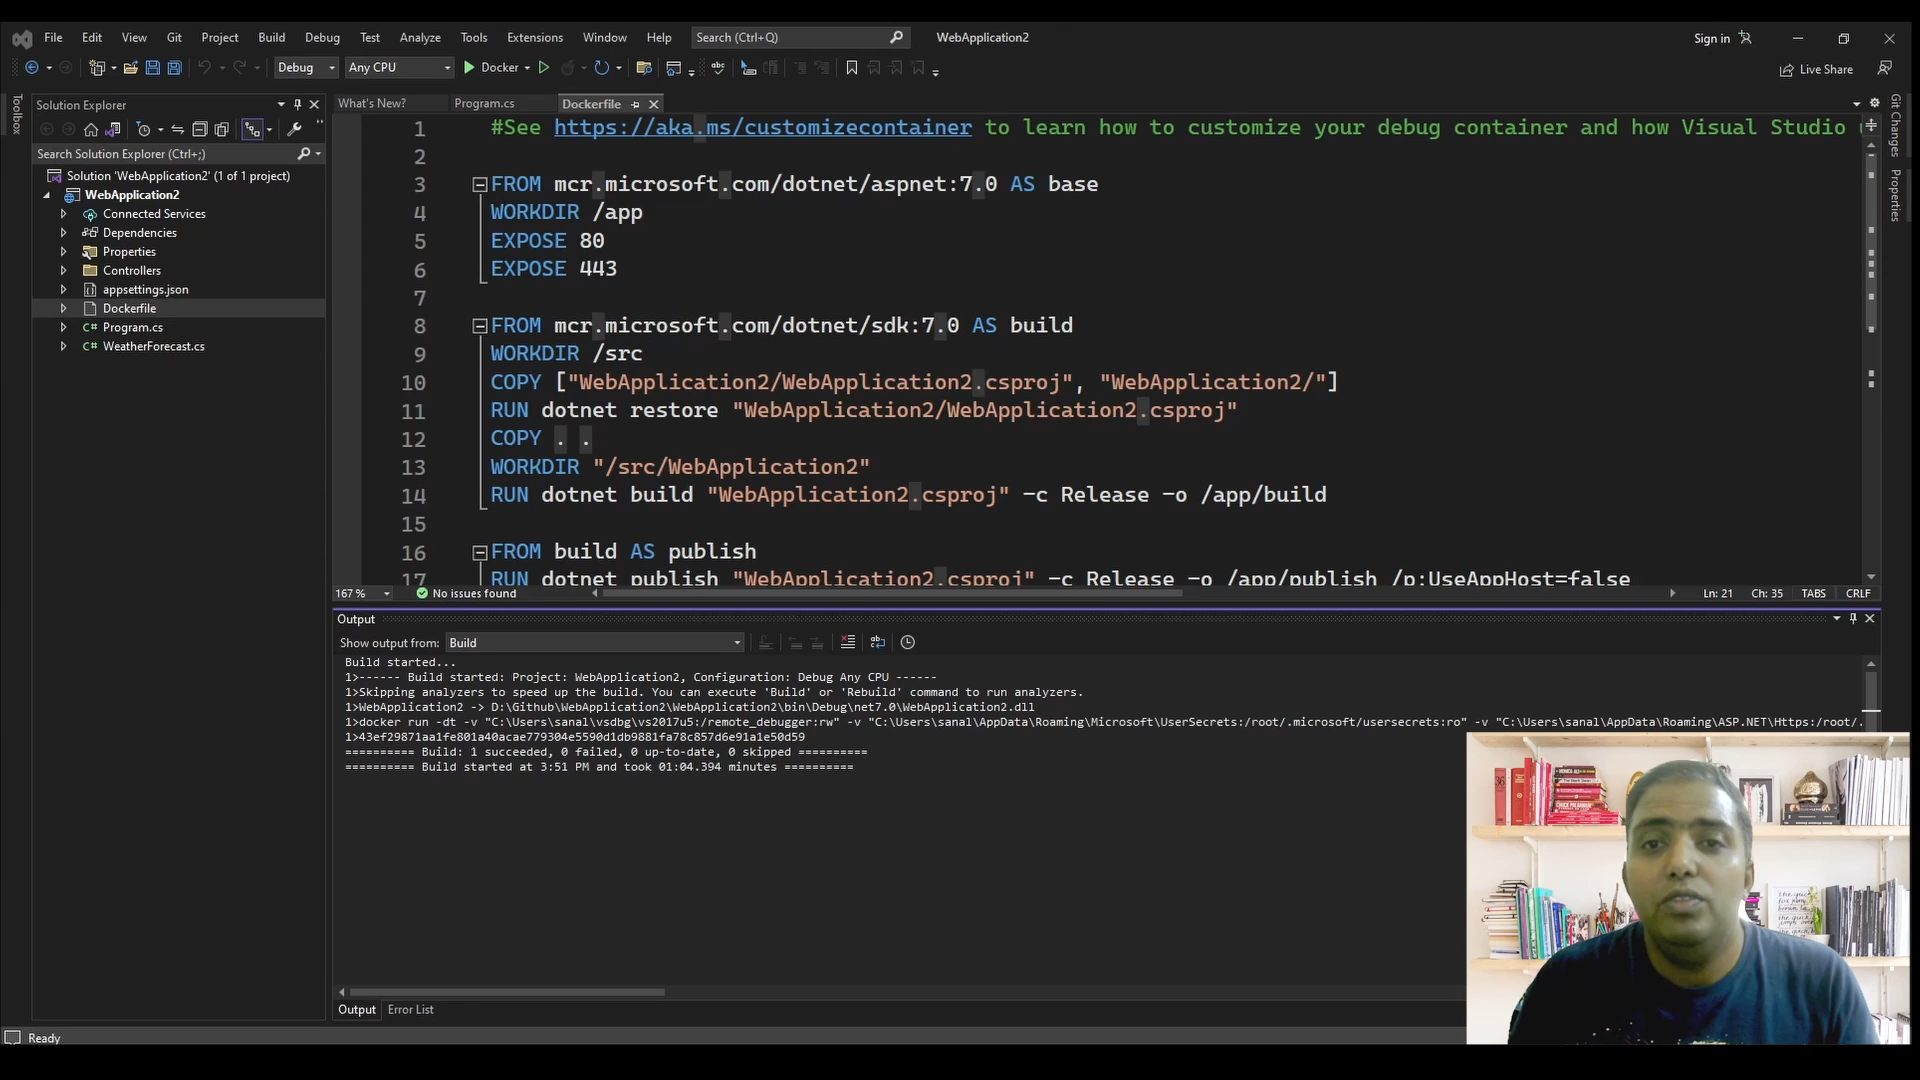 File Edit View Git Project Build Debug Test Analyze Tools Extensions Window Help Search (Ctrl+Q) WebApplication2 Sign in
Debug Any CPU Docker Live Share
Toolbox
Solution Explorer
Search Solution Explorer (Ctrl+;)
Solution 'WebApplication2' (1 of 1 project)
WebApplication2
Connected Services
Dependencies
Properties
Controllers
appsettings.json
Dockerfile
C# Program.cs
C# WeatherForecast.cs
What's New? Program.cs Dockerfile
1 #See https://aka.ms/customizecontainer to learn how to customize your debug container and how Visual Studio
2
3 FROM mcr.microsoft.com/dotnet/aspnet:7.0 AS base
4 WORKDIR /app
5 EXPOSE 80
6 EXPOSE 443
7
8 FROM mcr.microsoft.com/dotnet/sdk:7.0 AS build
9 WORKDIR /src
10 COPY ["WebApplication2/WebApplication2.csproj", "WebApplication2/"]
11 RUN dotnet restore "WebApplication2/WebApplication2.csproj"
12 COPY . .
13 WORKDIR "/src/WebApplication2"
14 RUN dotnet build "WebApplication2.csproj" -c Release -o /app/build
15
16 FROM build AS publish
17 RUN dotnet publish "WebApplication2.csproj" -c Release -o /app/publish /p:UseAppHost=false
167 % No issues found Ln: 21 Ch: 35 TABS CRLF
Git Changes
Properties
Output
Show output from: Build
Build started...
1>------ Build started: Project: WebApplication2, Configuration: Debug Any CPU ------
1>Skipping analyzers to speed up the build. You can execute 'Build' or 'Rebuild' command to run analyzers.
1>WebApplication2 -> D:\Github\WebApplication2\WebApplication2\bin\Debug\net7.0\WebApplication2.dll
1>docker run -dt -v "C:\Users\sanal\vsdbg\vs2017u5:/remote_debugger:rw" -v "C:\Users\sanal\AppData\Roaming\Microsoft\UserSecrets:/root/.microsoft/usersecrets:ro" -v "C:\Users\sanal\AppData\Roaming\ASP.NET\Https:/root/.
1>43ef29871aa1fe801a40acae779304e5590d1db9881fa78c857d6e91a1e50d59
========== Build: 1 succeeded, 0 failed, 0 up-to-date, 0 skipped ==========
========== Build started at 3:51 PM and took 01:04.394 minutes ==========
Output Error List
Ready